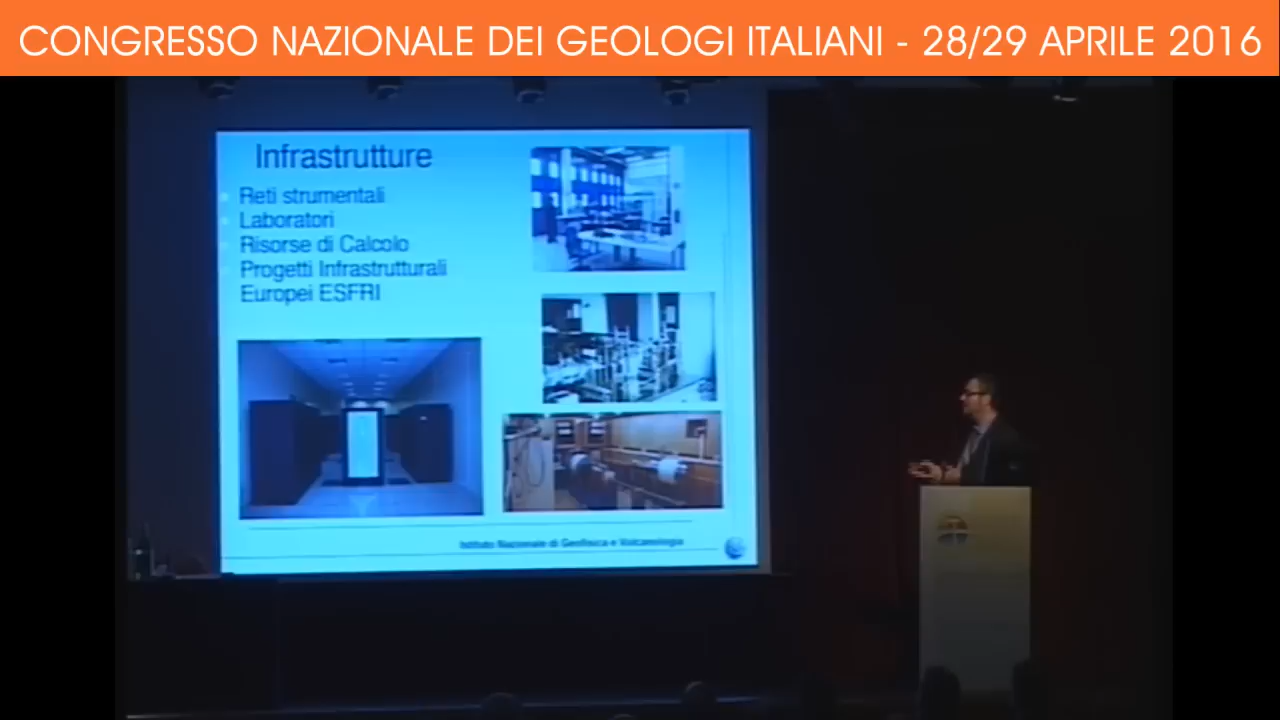 CONGRESSO NAZIONALE DEI GEOLOGI ITALIANI - 28/29 APRILE 2016
Infrastrutture
Reti strumentali
Laboratori
Risorse di Calcolo
Progetti Infrastrutturali
Europei ESFRI
Istituto Nazionale di Geofisica e Vulcanologia